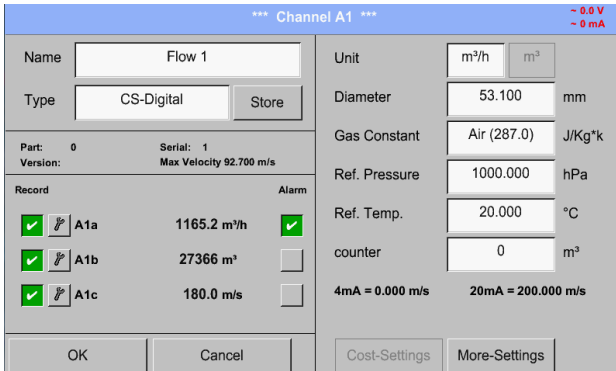 *** Channel A1 ***
~ 0.0 V
~ 0 mA
Name Flow 1
Type CS-Digital Store
Part: 0 Serial: 1
Version: Max Velocity 92.700 m/s
Record Alarm
A1a 1165.2 m³/h
A1b 27366 m³
A1c 180.0 m/s
OK Cancel
Unit m³/h m³
Diameter 53.100 mm
Gas Constant Air (287.0) J/Kg*k
Ref. Pressure 1000.000 hPa
Ref. Temp. 20.000 °C
counter 0 m³
4mA = 0.000 m/s 20mA = 200.000 m/s
Cost-Settings More-Settings